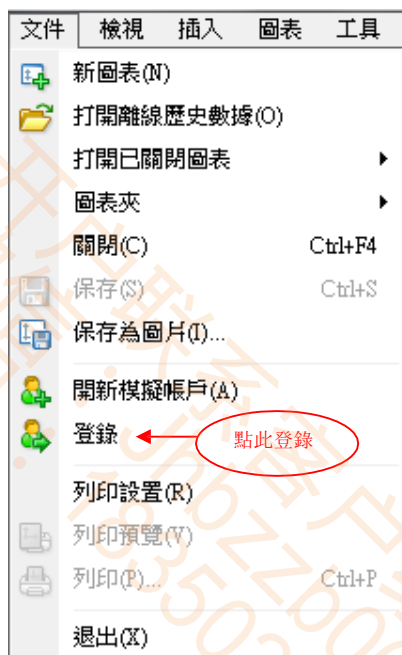 文件 檢視 插入 圖表 工具
新圖表(N)
打開離線歷史數據(O)
打開已關閉圖表
圖表夾
關閉(C) Ctrl+F4
保存(S) Ctrl+S
保存為圖片(I)...
開新模擬帳戶(A)
登錄 點此登錄
列印設置(R)
列印預覽(V)
列印(P)... Ctrl+P
退出(X)